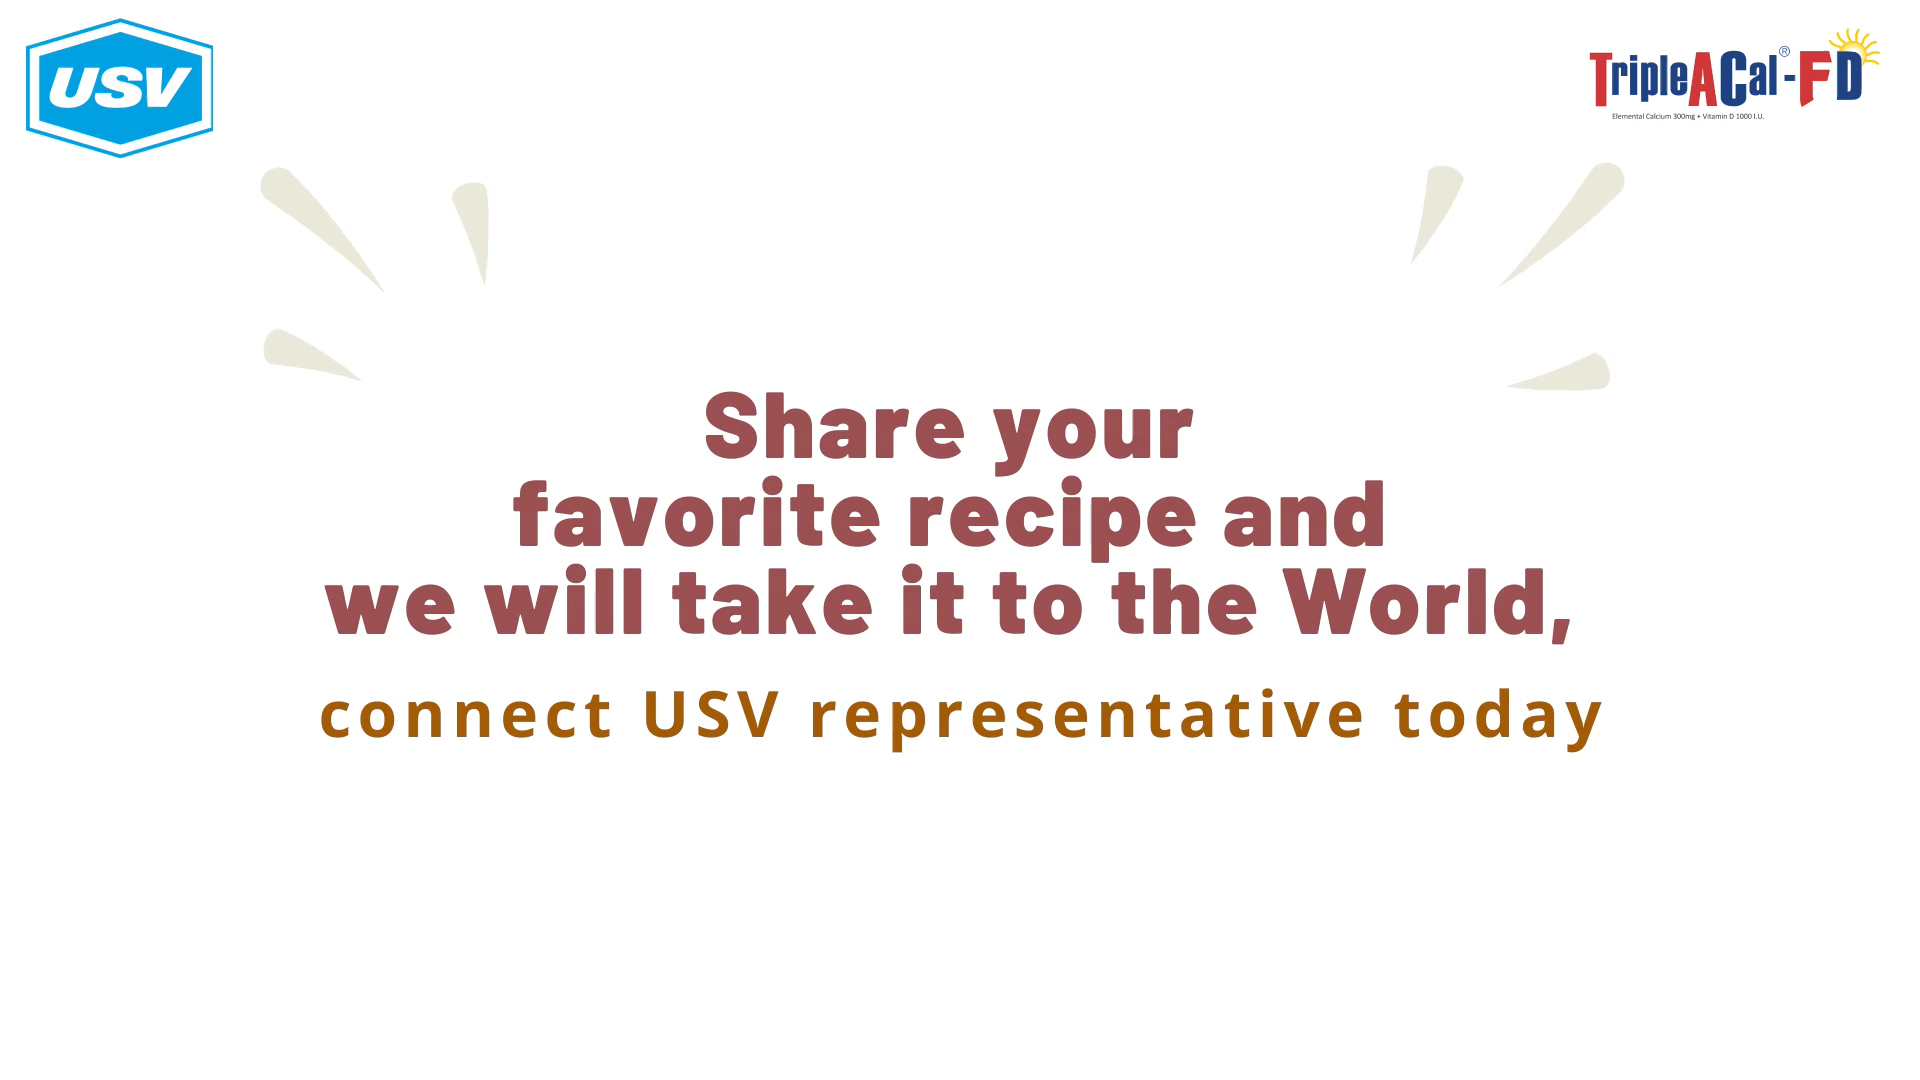 USV
TripleACal®-FD
Elemental Calcium 300mg + Vitamin D 1000 I.U.
Share your
favorite recipe and
we will take it to the World,
connect USV representative today